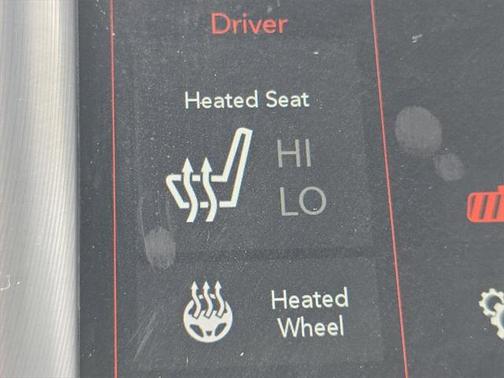 Driver
Heated Seat
HI
LO
Heated
Wheel